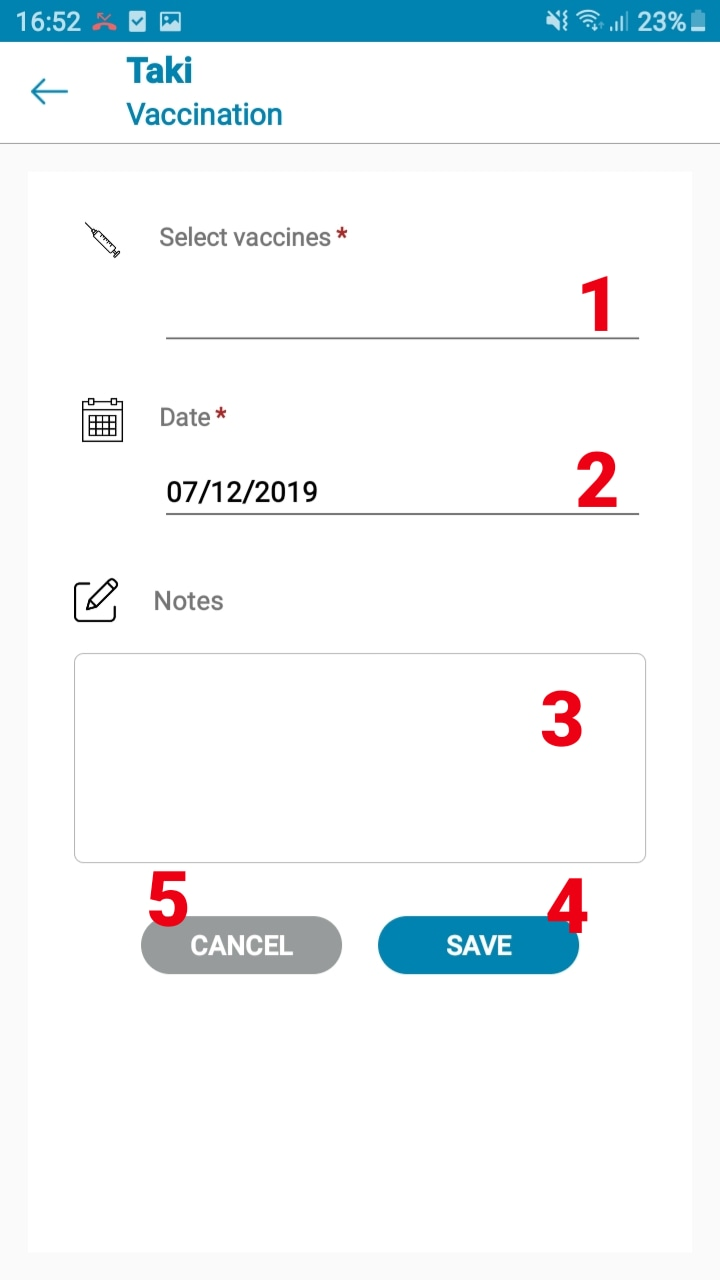 16:52 23%
Taki
Vaccination
Select vaccines *
1
Date *
07/12/2019
2
Notes
3
5
4
CANCEL
SAVE